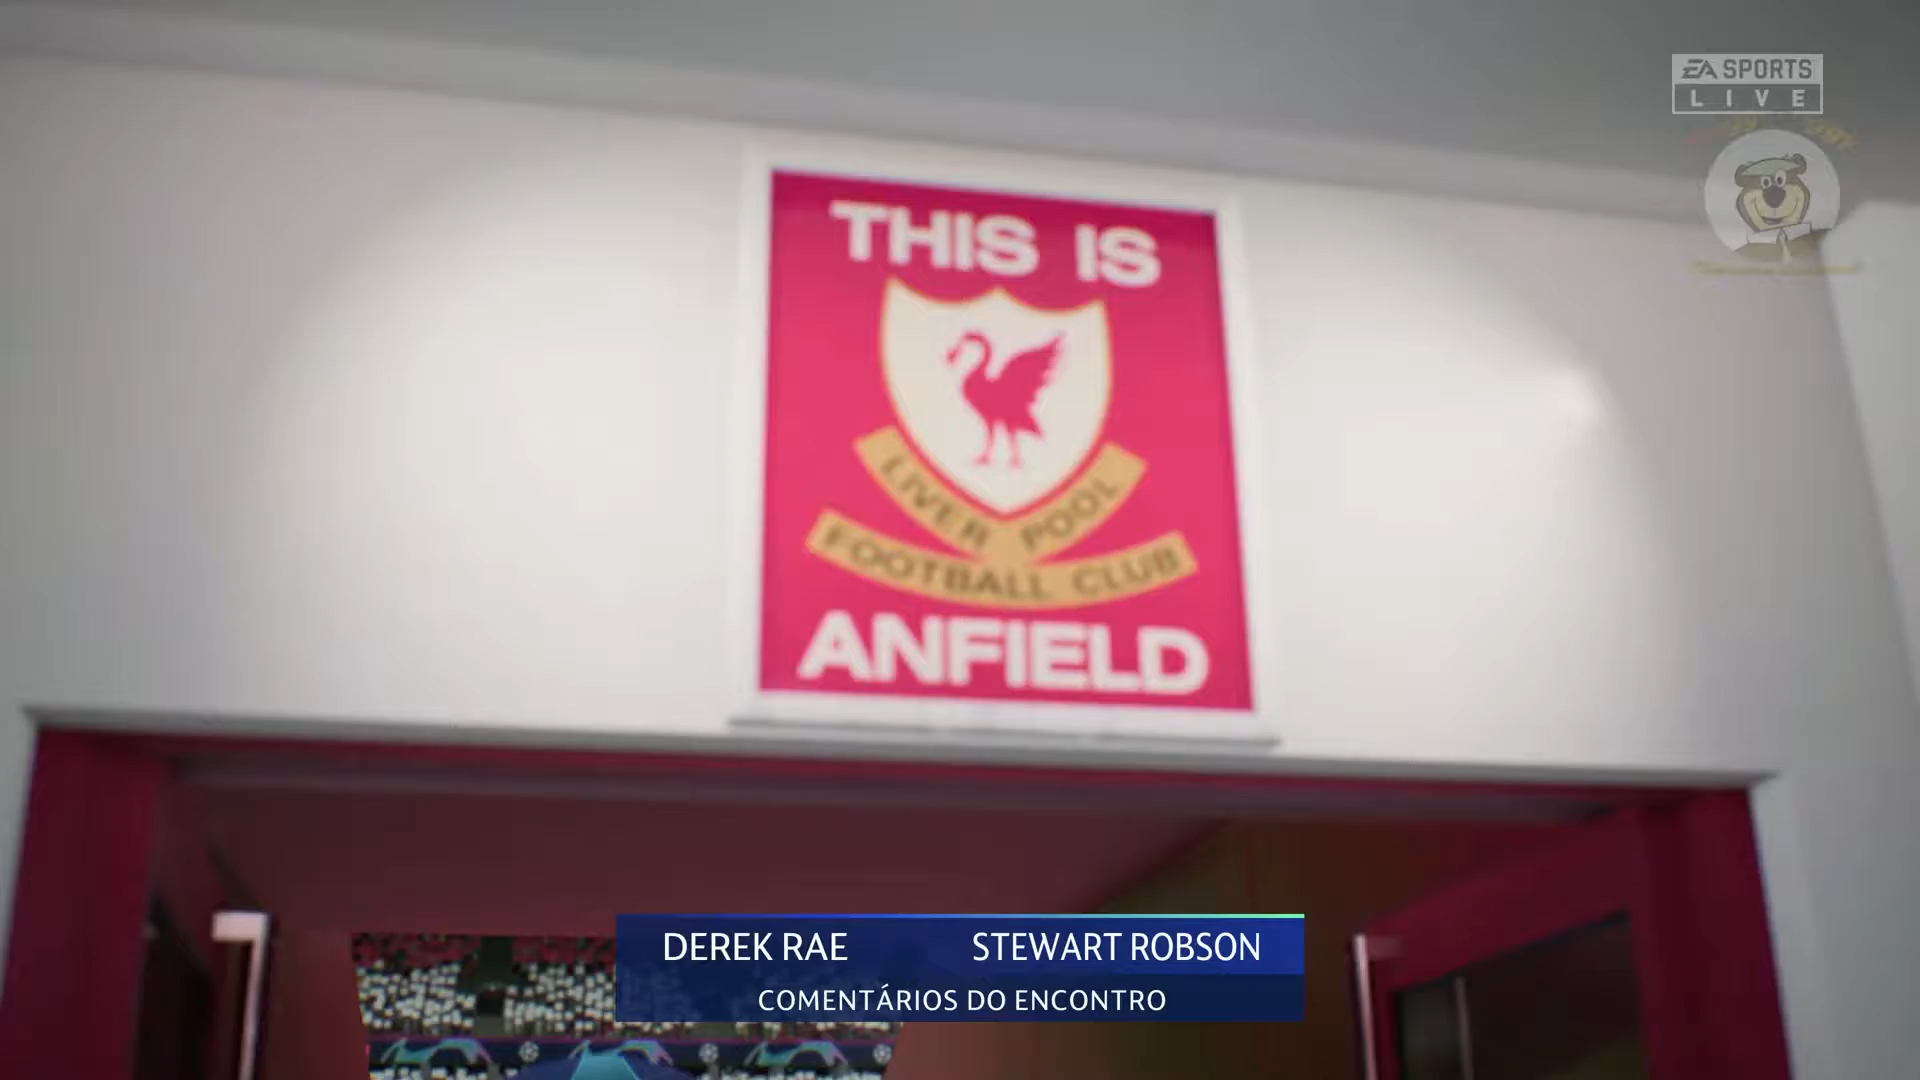 EA SPORTS
LIVE
THIS IS
LIVER POOL
FOOTBALL CLUB
ANFIELD
DEREK RAE STEWART ROBSON
COMENTÁRIOS DO ENCONTRO